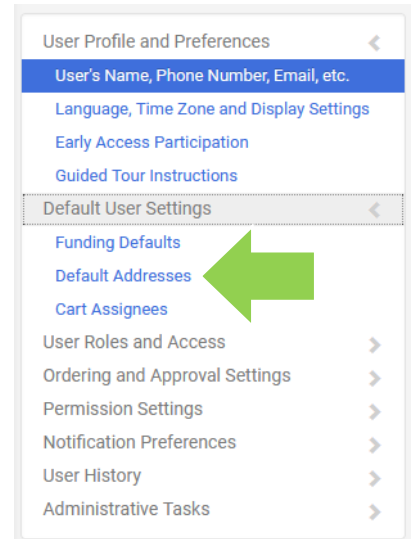 User Profile and Preferences
User's Name, Phone Number, Email, etc.
Language, Time Zone and Display Settings
Early Access Participation
Guided Tour Instructions
Default User Settings
Funding Defaults
Default Addresses
Cart Assignees
User Roles and Access
Ordering and Approval Settings
Permission Settings
Notification Preferences
User History
Administrative Tasks